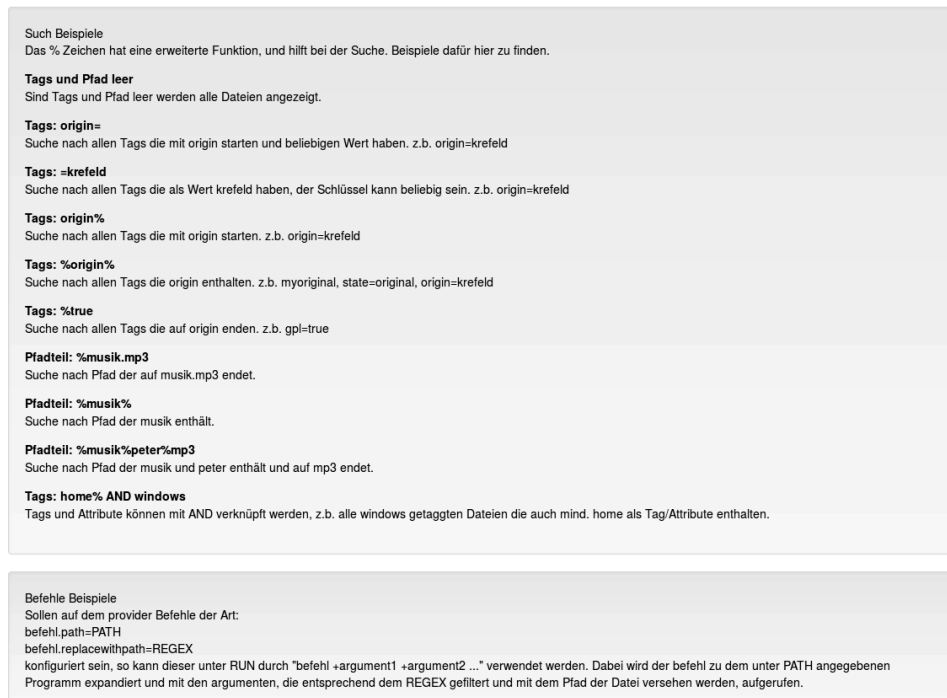 Such Beispiele
Das % Zeichen hat eine erweiterte Funktion, und hilft bei der Suche. Beispiele dafür hier zu finden.
Tags und Pfad leer
Sind Tags und Pfad leer werden alle Dateien angezeigt.
Tags: origin=
Suche nach allen Tags die mit origin starten und beliebigen Wert haben. z.b. origin=krefeld
Tags: =krefeld
Suche nach allen Tags die als Wert krefeld haben, der Schlüssel kann beliebig sein. z.b. origin=krefeld
Tags: origin%
Suche nach allen Tags die mit origin starten. z.b. origin=krefeld
Tags: %origin%
Suche nach allen Tags die origin enthalten. z.b. myoriginal, state=original, origin=krefeld
Tags: %true
Suche nach allen Tags die auf origin enden. z.b. gpl=true
Pfadteil: %musik.mp3
Suche nach Pfad der auf musik.mp3 endet.
Pfadteil: %musik%
Suche nach Pfad der musik enthält.
Pfadteil: %musik%peter%mp3
Suche nach Pfad der musik und peter enthält und auf mp3 endet.
Tags: home% AND windows
Tags und Attribute können mit AND verknüpft werden, z.b. alle windows getaggten Dateien die auch mind. home als Tag/Attribute enthalten.
Befehle Beispiele
Sollen auf dem provider Befehle der Art:
befehl.path=PATH
befehl.replacewithpath=REGEX
konfiguriert sein, so kann dieser unter RUN durch "befehl +argument1 +argument2 ..." verwendet werden. Dabei wird der befehl zu dem unter PATH angegebenen
Programm expandiert und mit den argumenten, die entsprechend dem REGEX gefiltert und mit dem Pfad der Datei versehen werden, aufgerufen.